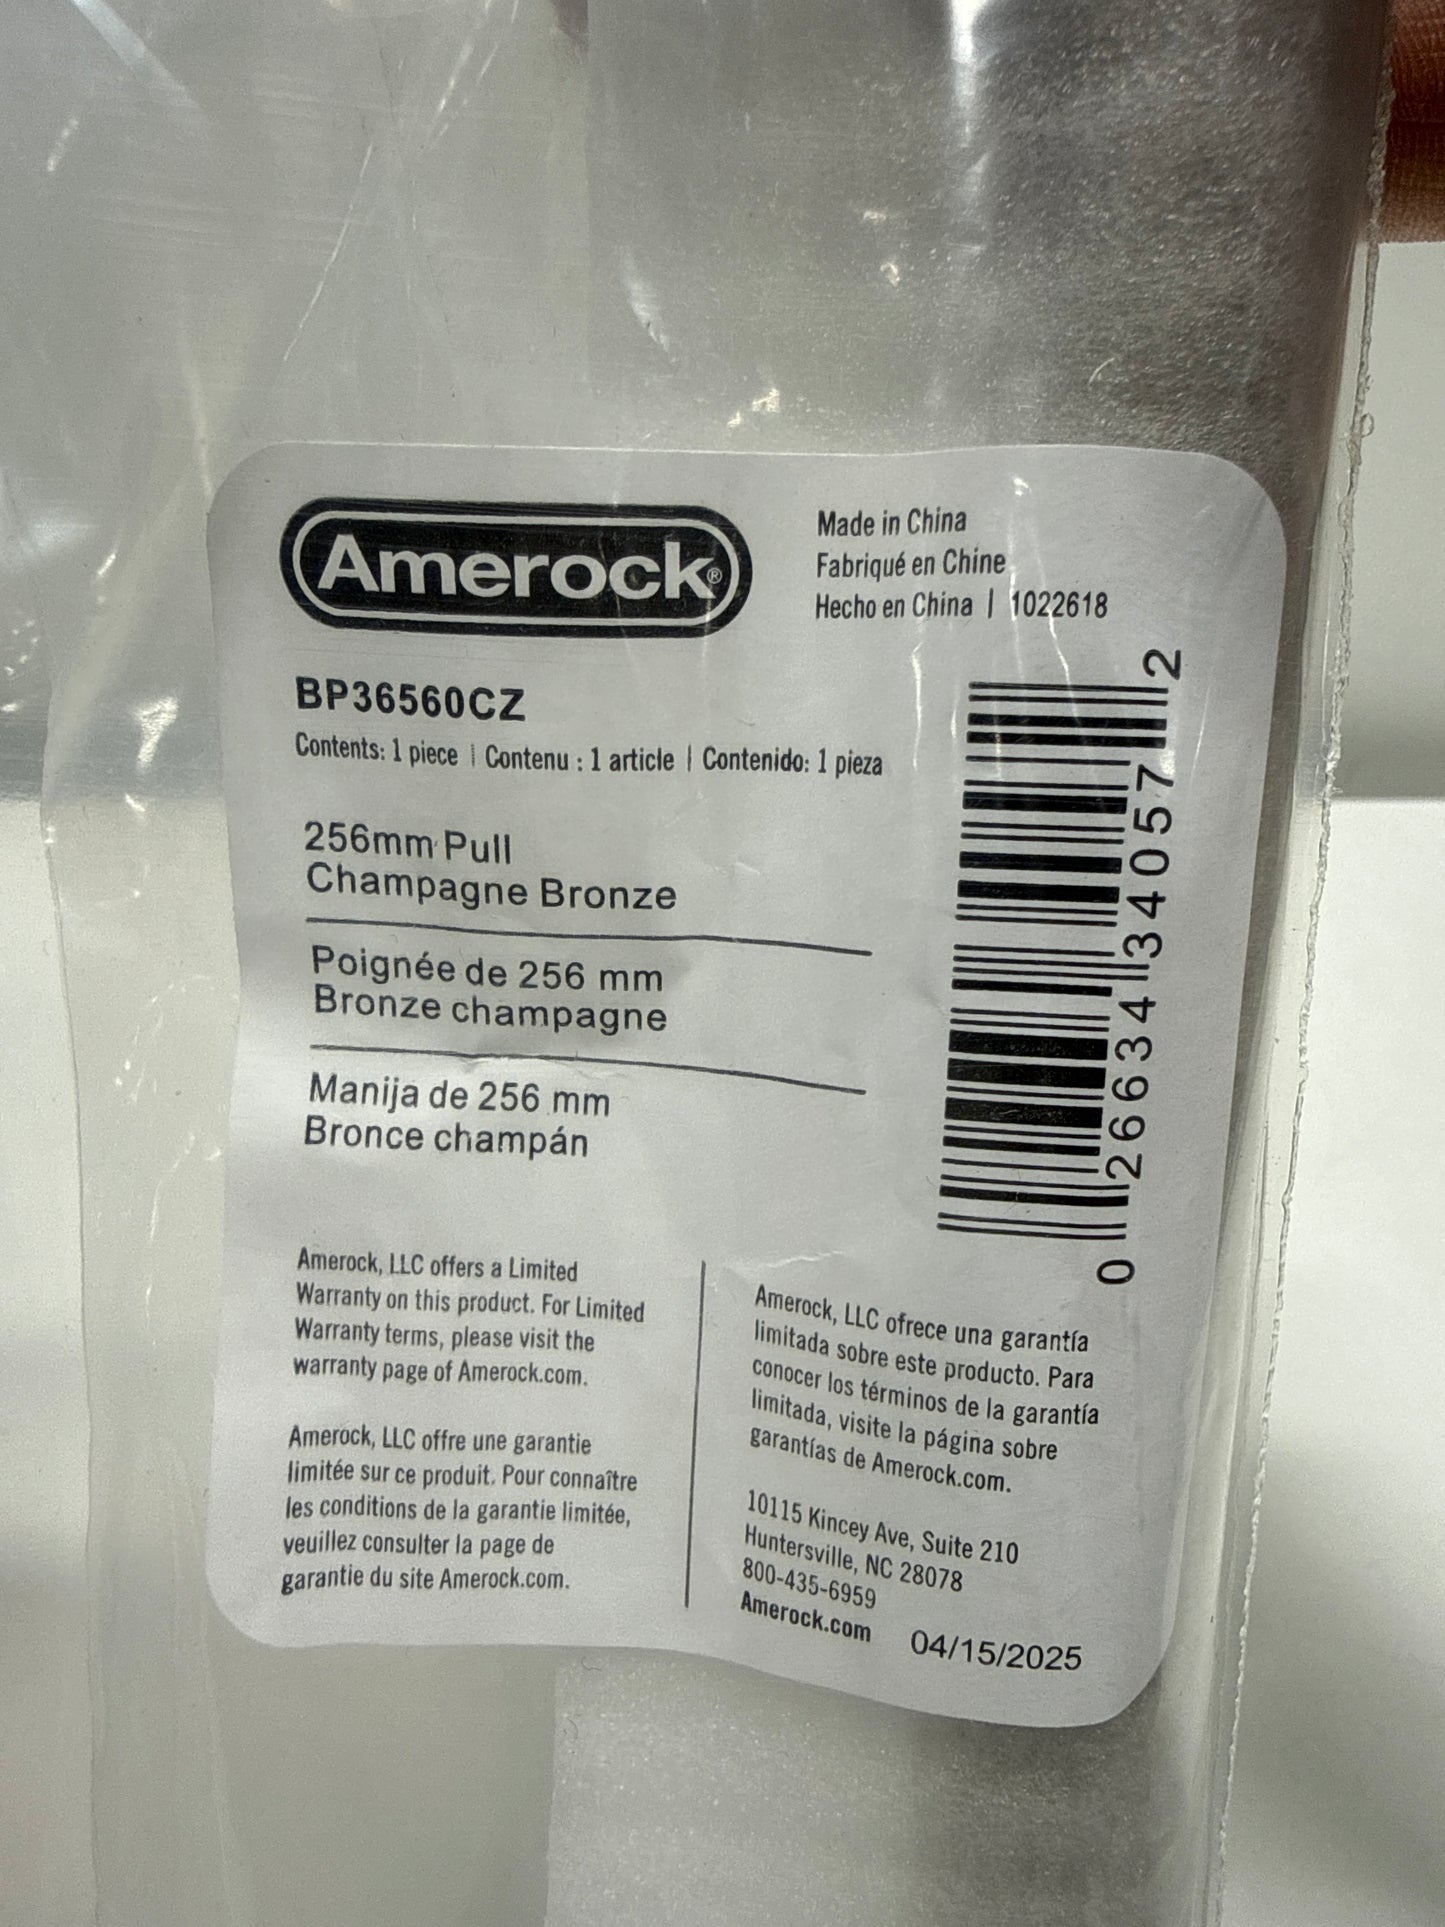 Amerock®
Made in China
Fabriqué en Chine
Hecho en China | 1022618
BP36560CZ
Contents: 1 piece | Contenu : 1 article | Contenido: 1 pieza
256mm Pull
Champagne Bronze
Poignée de 256 mm
Bronze champagne
Manija de 256 mm
Bronce champán
0 26634 34057 2
Amerock, LLC offers a Limited
Warranty on this product. For Limited
Warranty terms, please visit the
warranty page of Amerock.com.
Amerock, LLC offre une garantie
limitée sur ce produit. Pour connaître
les conditions de la garantie limitée,
veuillez consulter la page de
garantie du site Amerock.com.
Amerock, LLC ofrece una garantía
limitada sobre este producto. Para
conocer los términos de la garantía
limitada, visite la página sobre
garantías de Amerock.com.
10115 Kincey Ave, Suite 210
Huntersville, NC 28078
800-435-6959
Amerock.com
04/15/2025